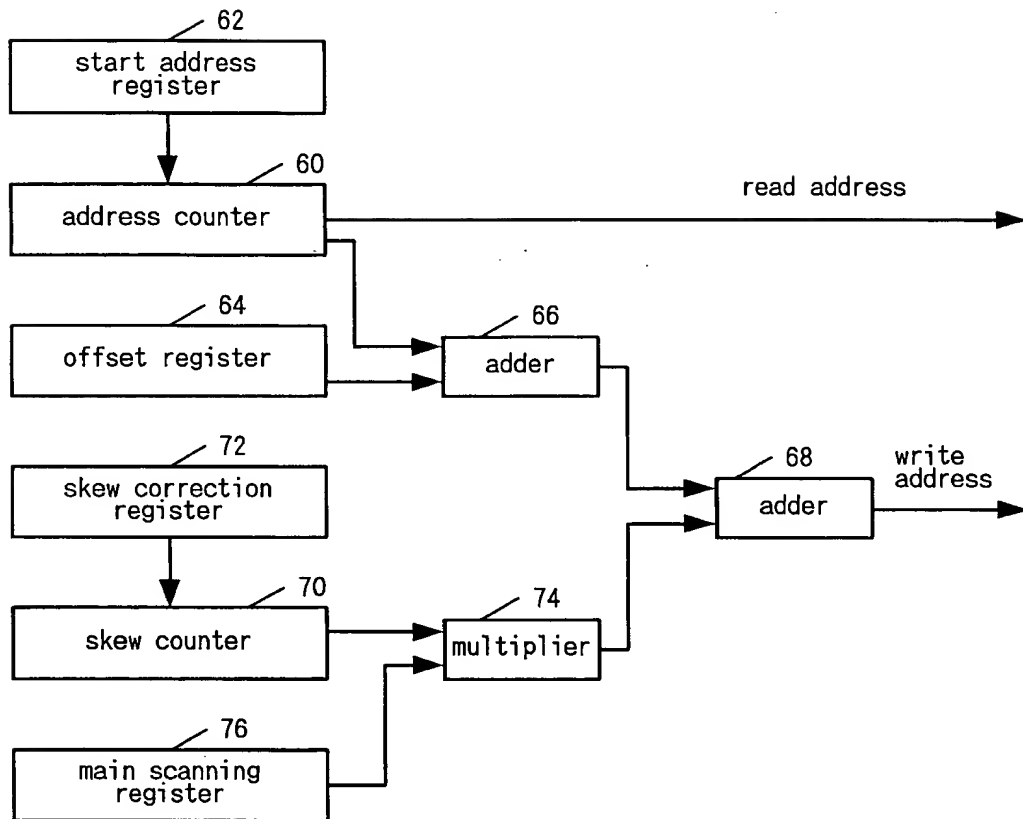 62
start address
register
60
address counter
read address
64
offset register
66
adder
72
skew correction
register
68
adder
write
address
70
skew counter
74
multiplier
76
main scanning
register